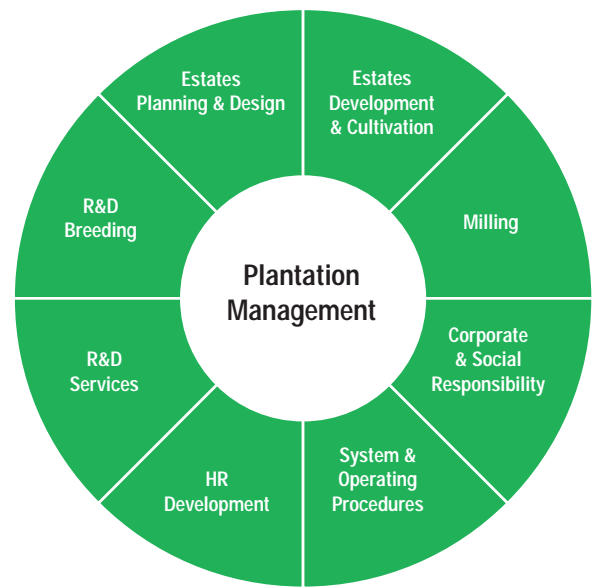 Estates
Planning & Design
Estates
Development
& Cultivation
R&D
Breeding
Milling
Plantation
Management
R&D
Services
Corporate
& Social
Responsibility
HR
Development
System &
Operating
Procedures